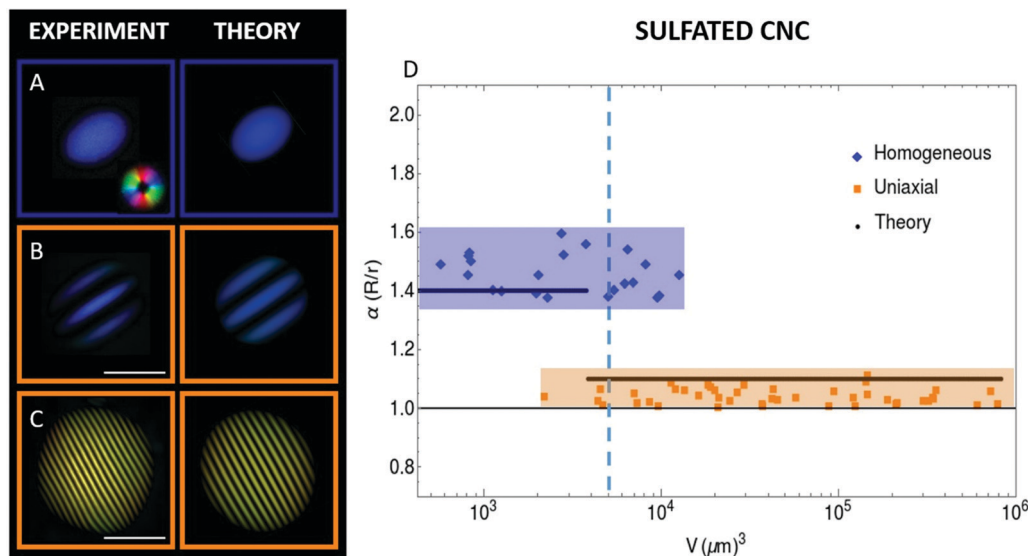 EXPERIMENT THEORY
A
B
C
SULFATED CNC
D
2.0
1.8
1.6
1.4
1.2
1.0
0.8
α (R/r)
Homogeneous
Uniaxial
Theory
10³ 10⁴ 10⁵ 10⁶
V (μm)³